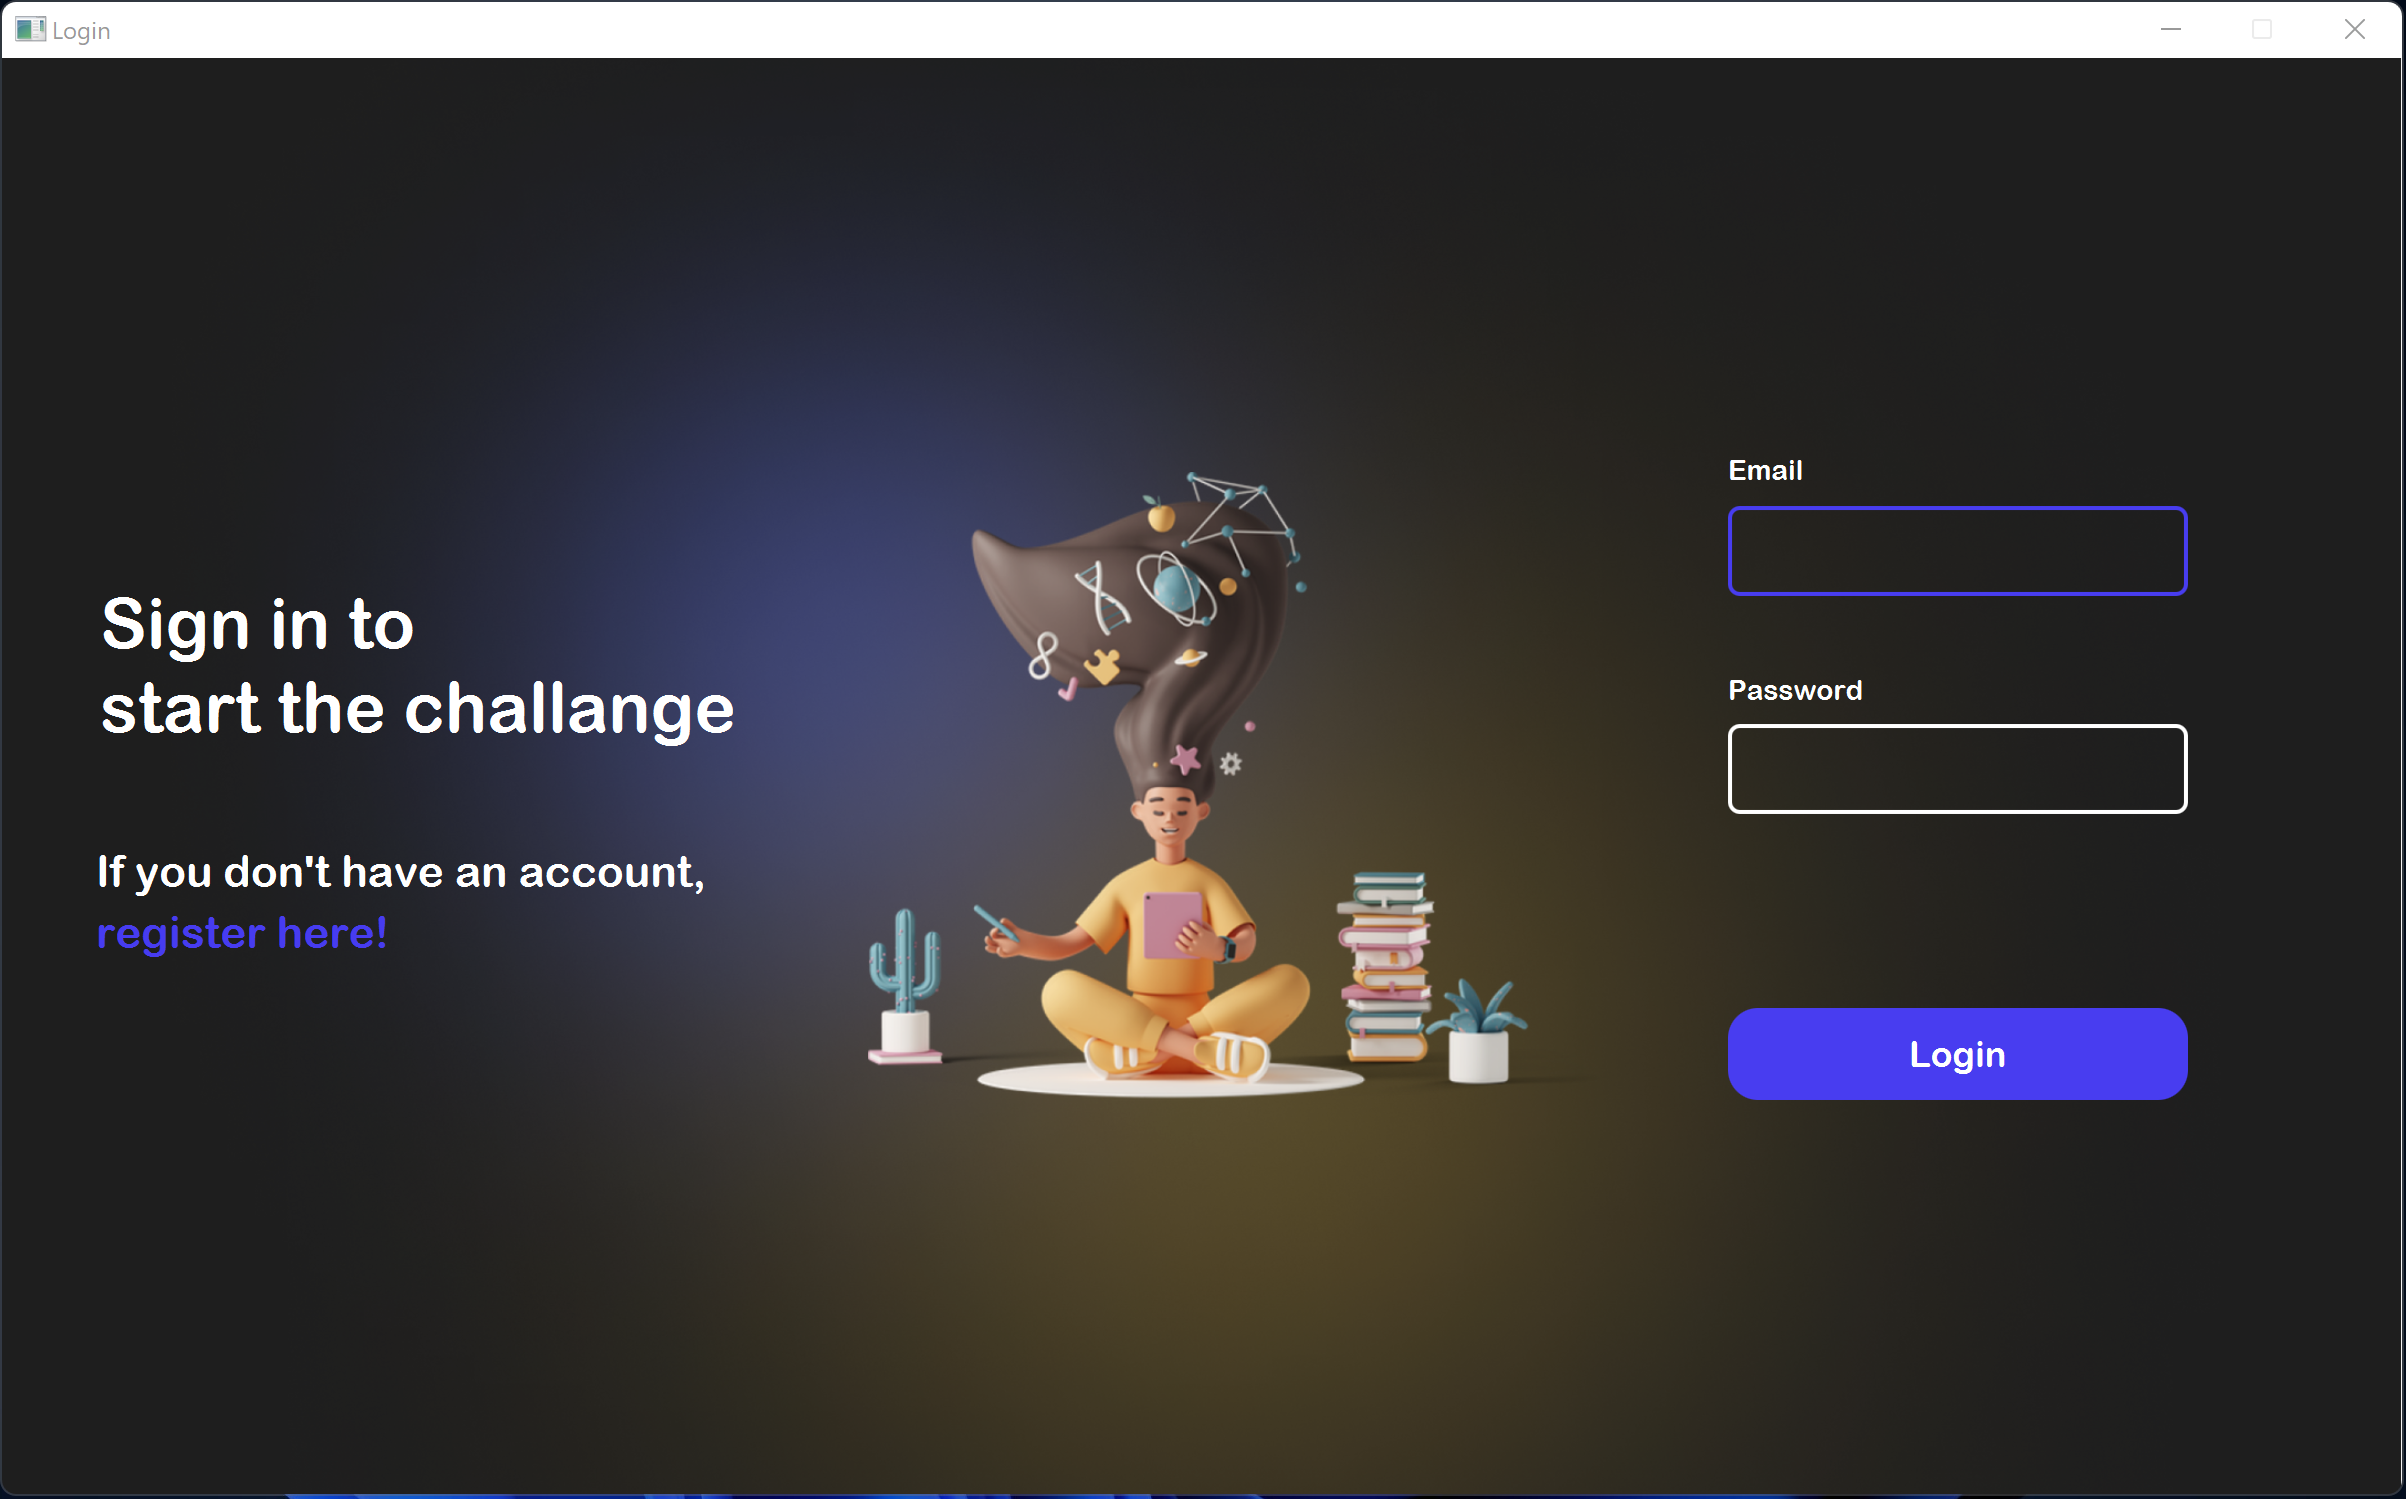 Login
Sign in to
start the challange
If you don't have an account,
register here!
Email
Password
Login